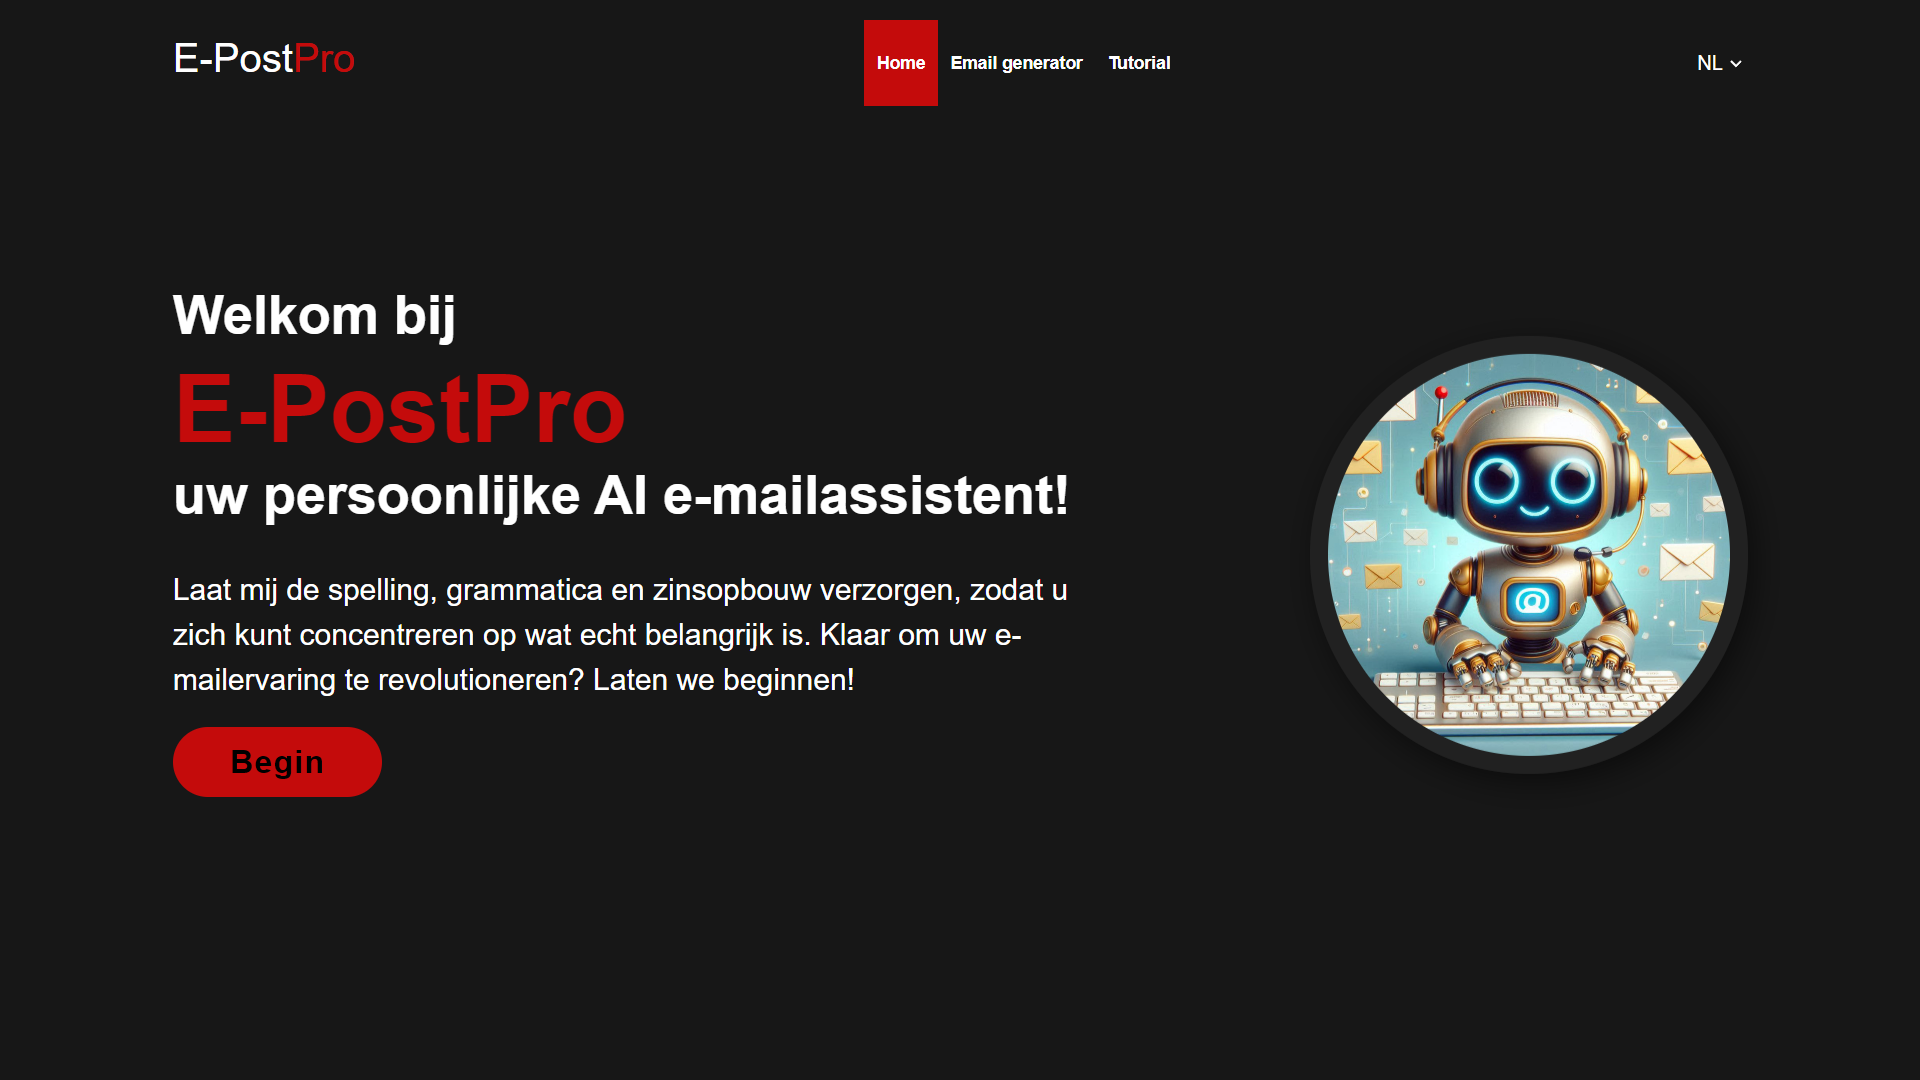 E-PostPro
Home
Email generator
Tutorial
NL
Welkom bij
E-PostPro
uw persoonlijke AI e-mailassistent!
Laat mij de spelling, grammatica en zinsopbouw verzorgen, zodat u
zich kunt concentreren op wat echt belangrijk is. Klaar om uw e-
mailervaring te revolutioneren? Laten we beginnen!
@
Begin